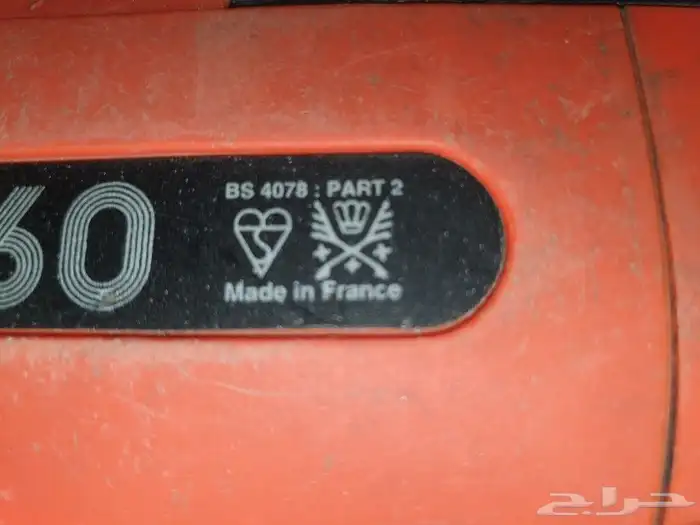 60
BS 4078 : PART 2
Made in France
حراج